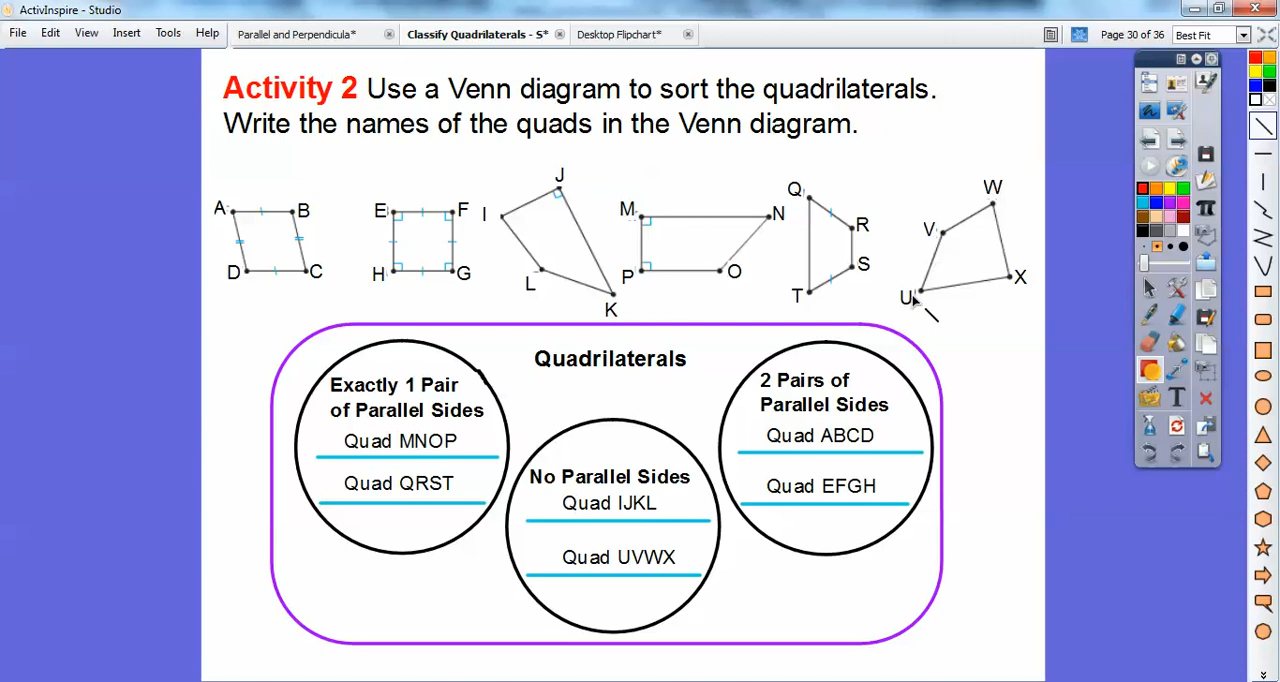 ActivInspire - Studio
File Edit View Insert Tools Help
Parallel and Perpendicula*
Classify Quadrilaterals - S*
Desktop Flipchart*
Page 30 of 36
Best Fit
Activity 2 Use a Venn diagram to sort the quadrilaterals.
Write the names of the quads in the Venn diagram.
A B
D C
E F
H G
J
I
L
K
M N
P O
Q
R
S
T
W
V
U
X
Quadrilaterals
Exactly 1 Pair
of Parallel Sides
Quad MNOP
Quad QRST
No Parallel Sides
Quad IJKL
Quad UVWX
2 Pairs of
Parallel Sides
Quad ABCD
Quad EFGH
T